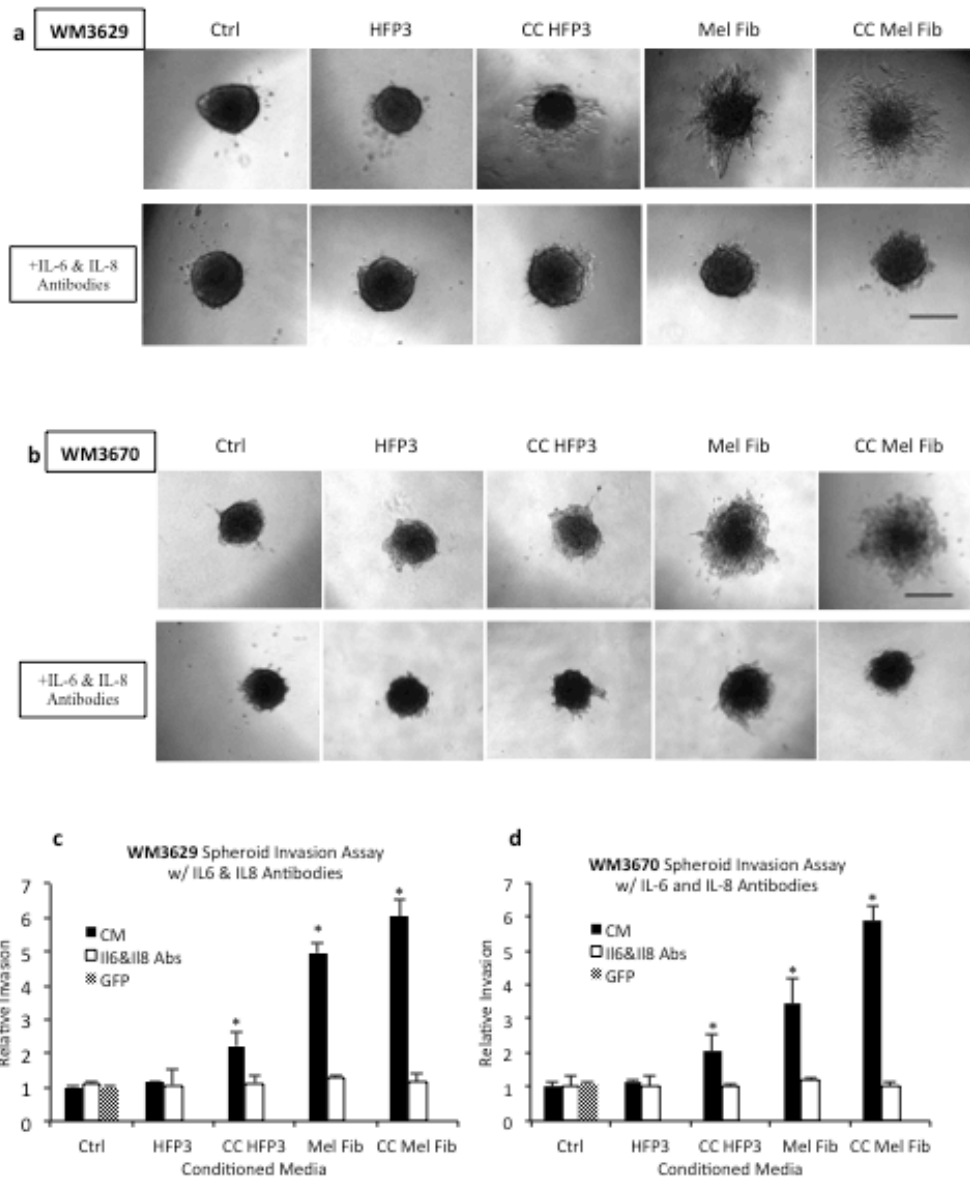 a WM3629 Ctrl HFP3 CC HFP3 Mel Fib CC Mel Fib
+IL-6 & IL-8
Antibodies
b WM3670 Ctrl HFP3 CC HFP3 Mel Fib CC Mel Fib
+IL-6 & IL-8
Antibodies
c
WM3629 Spheroid Invasion Assay
w/ IL6 & IL8 Antibodies
Relative Invasion
7
6
5
4
3
2
1
0
CM
Il6&Il8 Abs
GFP
* * *
Ctrl HFP3 CC HFP3 Mel Fib CC Mel Fib
Conditioned Media
d
WM3670 Spheroid Invasion Assay
w/ IL-6 and IL-8 Antibodies
Relative Invasion
7
6
5
4
3
2
1
0
CM
Il6&Il8 Abs
GFP
* * *
Ctrl HFP3 CC HFP3 Mel Fib CC Mel Fib
Conditioned Media